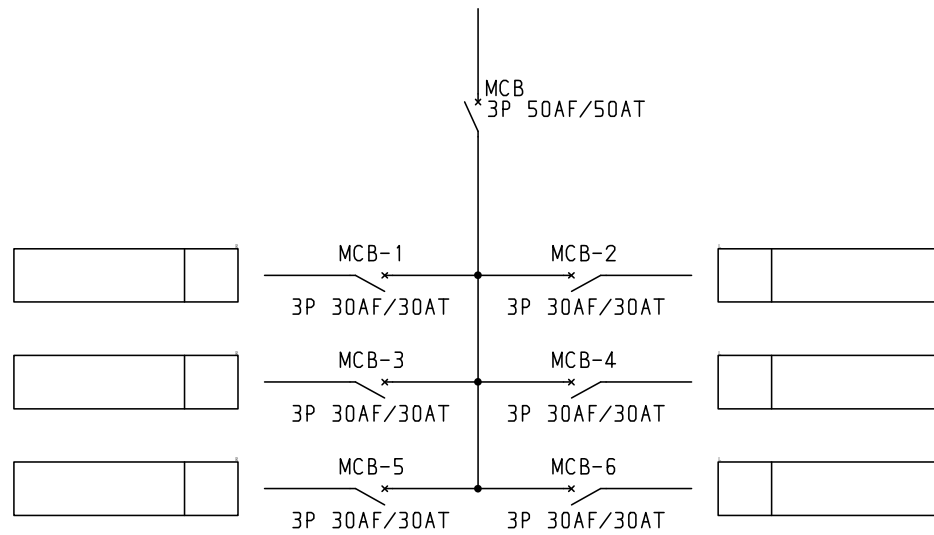 MCB
3P 50AF/50AT
MCB-1
MCB-2
3P 30AF/30AT
3P 30AF/30AT
MCB-3
MCB-4
3P 30AF/30AT
3P 30AF/30AT
MCB-5
MCB-6
3P 30AF/30AT
3P 30AF/30AT